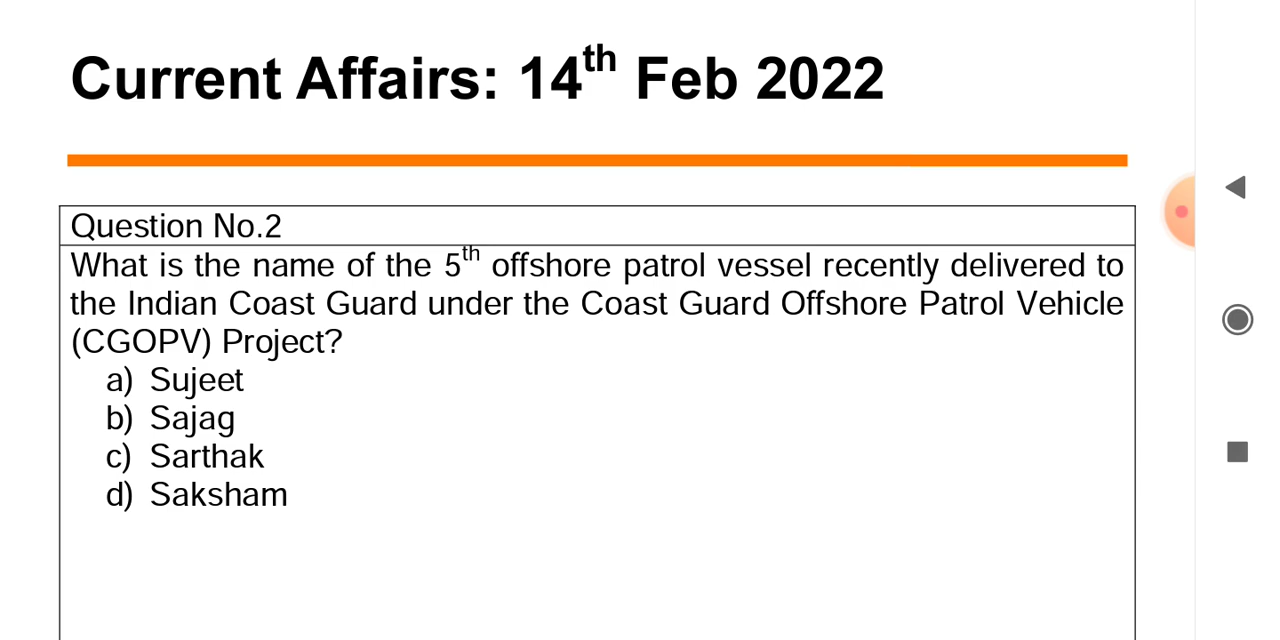 Current Affairs: 14th Feb 2022
Question No.2
What is the name of the 5th offshore patrol vessel recently delivered to
the Indian Coast Guard under the Coast Guard Offshore Patrol Vehicle
(CGOPV) Project?
a) Sujeet
b) Sajag
c) Sarthak
d) Saksham